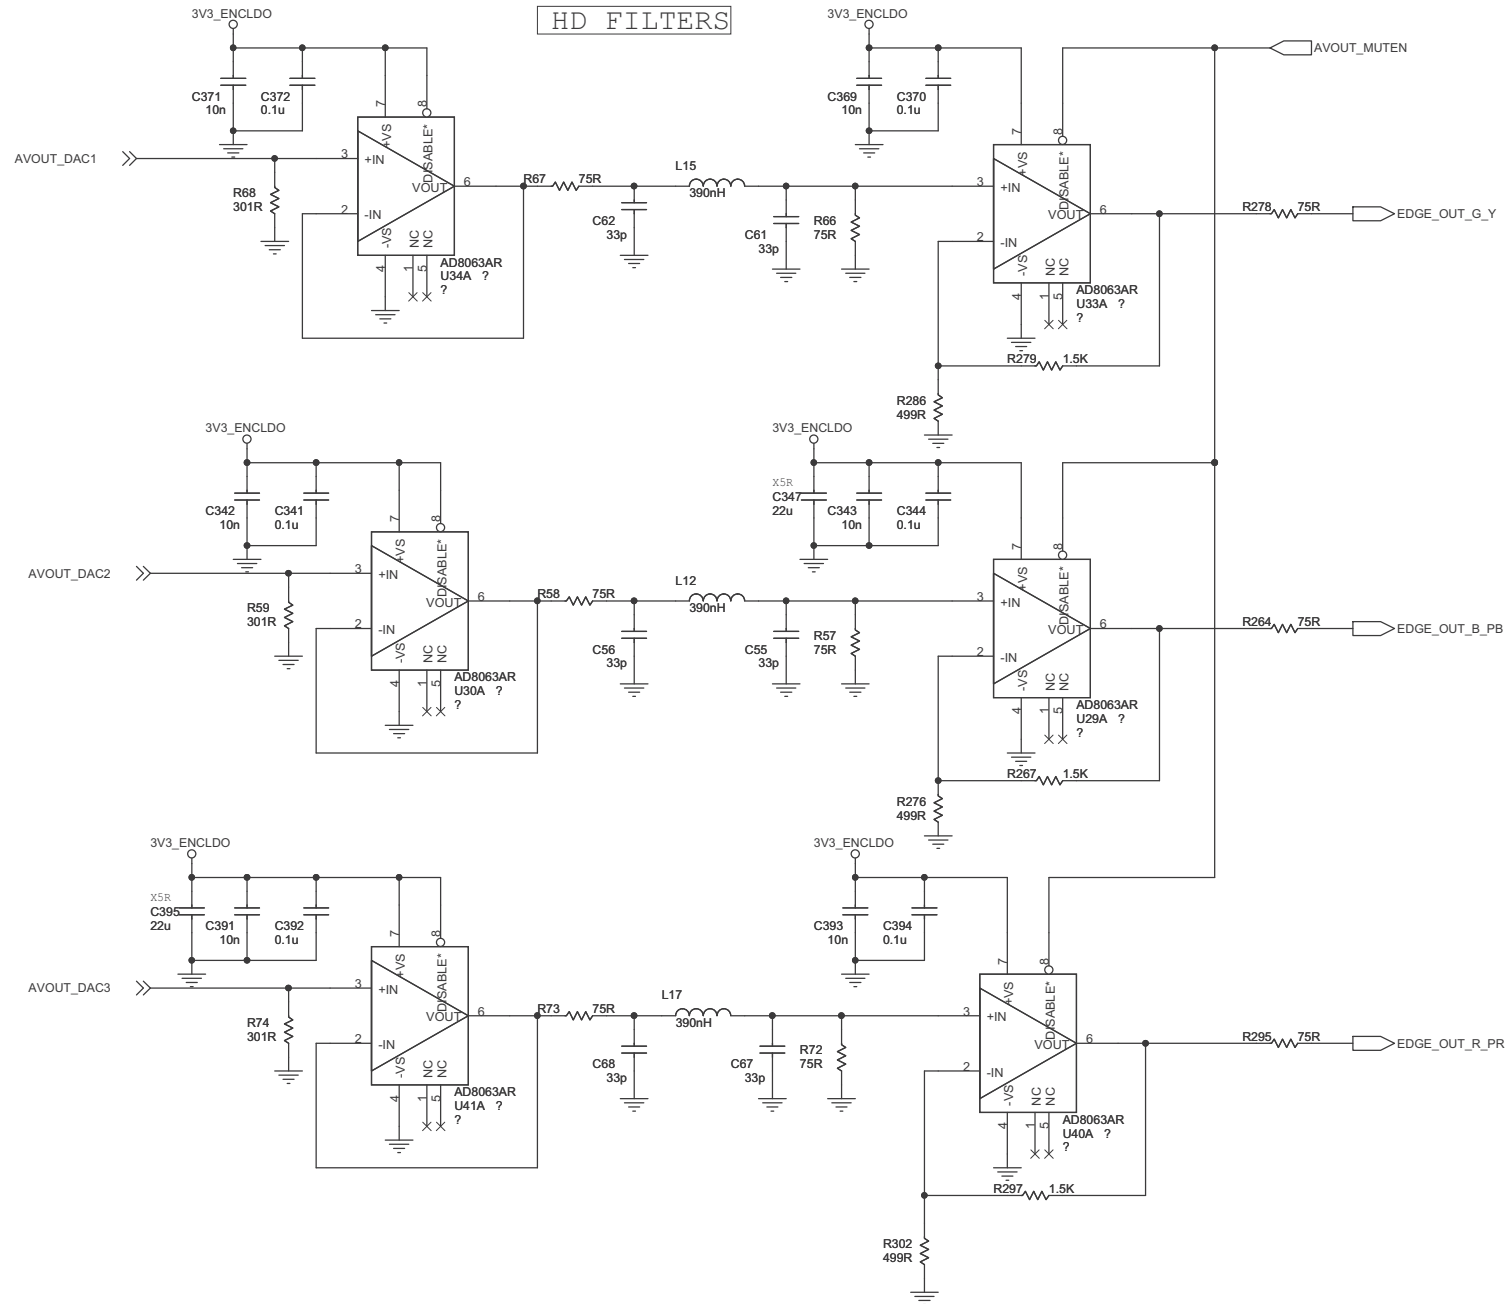 HD FILTERS
3V3_ENCLDO
C371
10n
C372
0.1u
7
8
+VS
DISABLE*
AVOUT_DAC1
3
+IN
R68
301R
2
-IN
VOUT
6
-VS
NC
NC
4
1
5
AD8063AR
U34A ?
?
R67 75R
C62
33p
L15
390nH
C61
33p
R66
75R
3V3_ENCLDO
C369
10n
C370
0.1u
AVOUT_MUTEN
7
8
+VS
DISABLE*
3
+IN
2
-IN
VOUT
6
-VS
NC
NC
4
1
5
AD8063AR
U33A ?
?
R278 75R
EDGE_OUT_G_Y
R279 1.5K
R286
499R
3V3_ENCLDO
C342
10n
C341
0.1u
7
8
+VS
DISABLE*
AVOUT_DAC2
3
+IN
R59
301R
2
-IN
VOUT
6
-VS
NC
NC
4
1
5
AD8063AR
U30A ?
?
R58 75R
C56
33p
L12
390nH
C55
33p
R57
75R
3V3_ENCLDO
X5R
C347
22u
C343
10n
C344
0.1u
7
8
+VS
DISABLE*
3
+IN
2
-IN
VOUT
6
-VS
NC
NC
4
1
5
AD8063AR
U29A ?
?
R264 75R
EDGE_OUT_B_PB
R267 1.5K
R276
499R
3V3_ENCLDO
X5R
C395
22u
C391
10n
C392
0.1u
7
8
+VS
DISABLE*
AVOUT_DAC3
3
+IN
R74
301R
2
-IN
VOUT
6
-VS
NC
NC
4
1
5
AD8063AR
U41A ?
?
R73 75R
C68
33p
L17
390nH
C67
33p
R72
75R
3V3_ENCLDO
C393
10n
C394
0.1u
7
8
+VS
DISABLE*
3
+IN
2
-IN
VOUT
6
-VS
NC
NC
4
1
5
AD8063AR
U40A ?
?
R295 75R
EDGE_OUT_R_PR
R297 1.5K
R302
499R